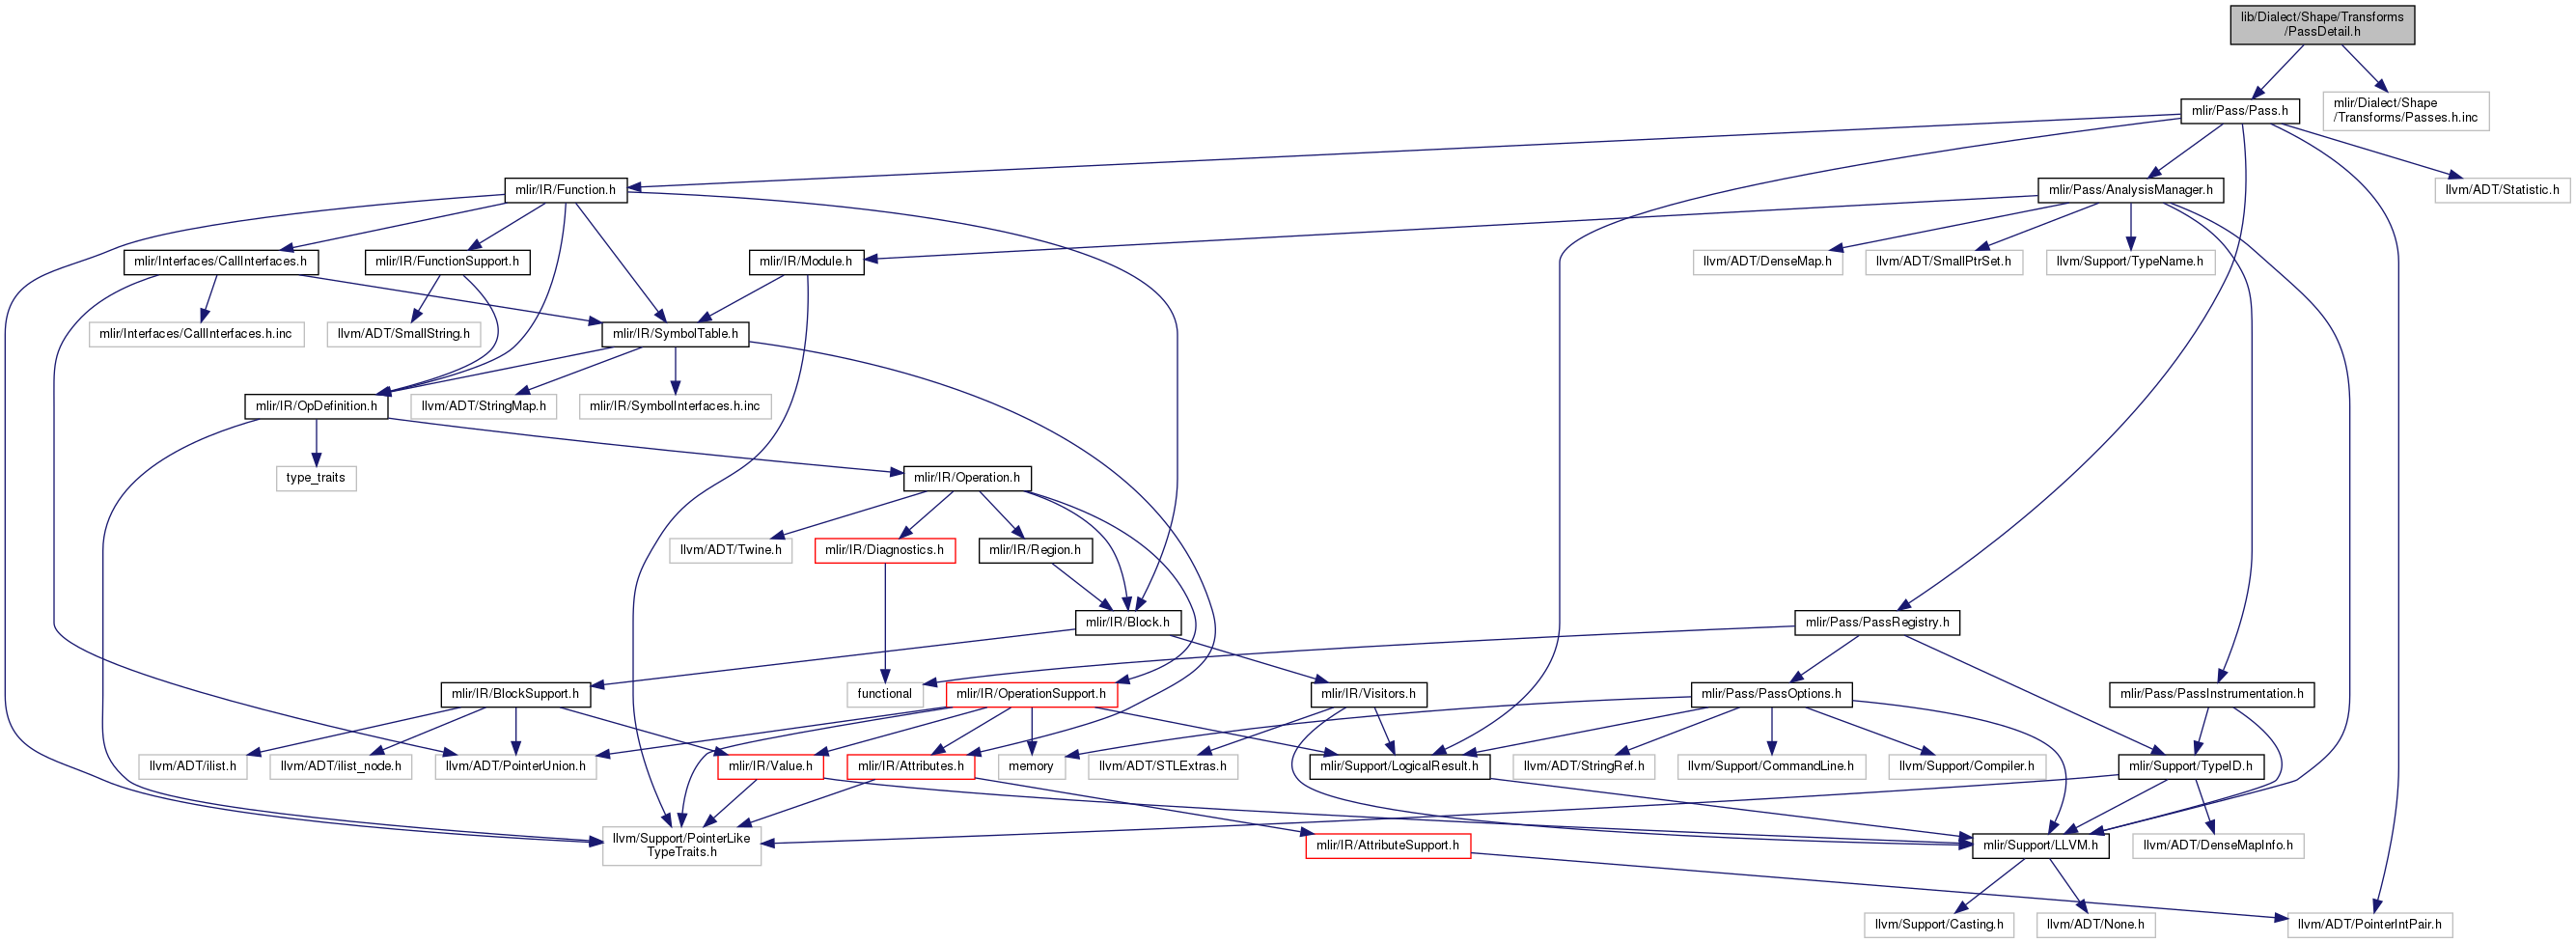 lib/Dialect/Shape/Transforms
/PassDetail.h
mlir/Pass/Pass.h
mlir/Dialect/Shape
/Transforms/Passes.h.inc
mlir/IR/Function.h
mlir/Pass/AnalysisManager.h
llvm/ADT/Statistic.h
mlir/Interfaces/CallInterfaces.h
mlir/IR/FunctionSupport.h
mlir/IR/Module.h
llvm/ADT/DenseMap.h
llvm/ADT/SmallPtrSet.h
llvm/Support/TypeName.h
mlir/Interfaces/CallInterfaces.h.inc
llvm/ADT/SmallString.h
mlir/IR/SymbolTable.h
mlir/IR/OpDefinition.h
llvm/ADT/StringMap.h
mlir/IR/SymbolInterfaces.h.inc
type_traits
mlir/IR/Operation.h
llvm/ADT/Twine.h
mlir/IR/Diagnostics.h
mlir/IR/Region.h
mlir/IR/Block.h
mlir/Pass/PassRegistry.h
mlir/IR/BlockSupport.h
functional
mlir/IR/OperationSupport.h
mlir/IR/Visitors.h
mlir/Pass/PassOptions.h
mlir/Pass/PassInstrumentation.h
llvm/ADT/ilist.h
llvm/ADT/ilist_node.h
llvm/ADT/PointerUnion.h
mlir/IR/Value.h
mlir/IR/Attributes.h
memory
llvm/ADT/STLExtras.h
mlir/Support/LogicalResult.h
llvm/ADT/StringRef.h
llvm/Support/CommandLine.h
llvm/Support/Compiler.h
mlir/Support/TypeID.h
llvm/Support/PointerLike
TypeTraits.h
mlir/IR/AttributeSupport.h
mlir/Support/LLVM.h
llvm/ADT/DenseMapInfo.h
llvm/Support/Casting.h
llvm/ADT/None.h
llvm/ADT/PointerIntPair.h